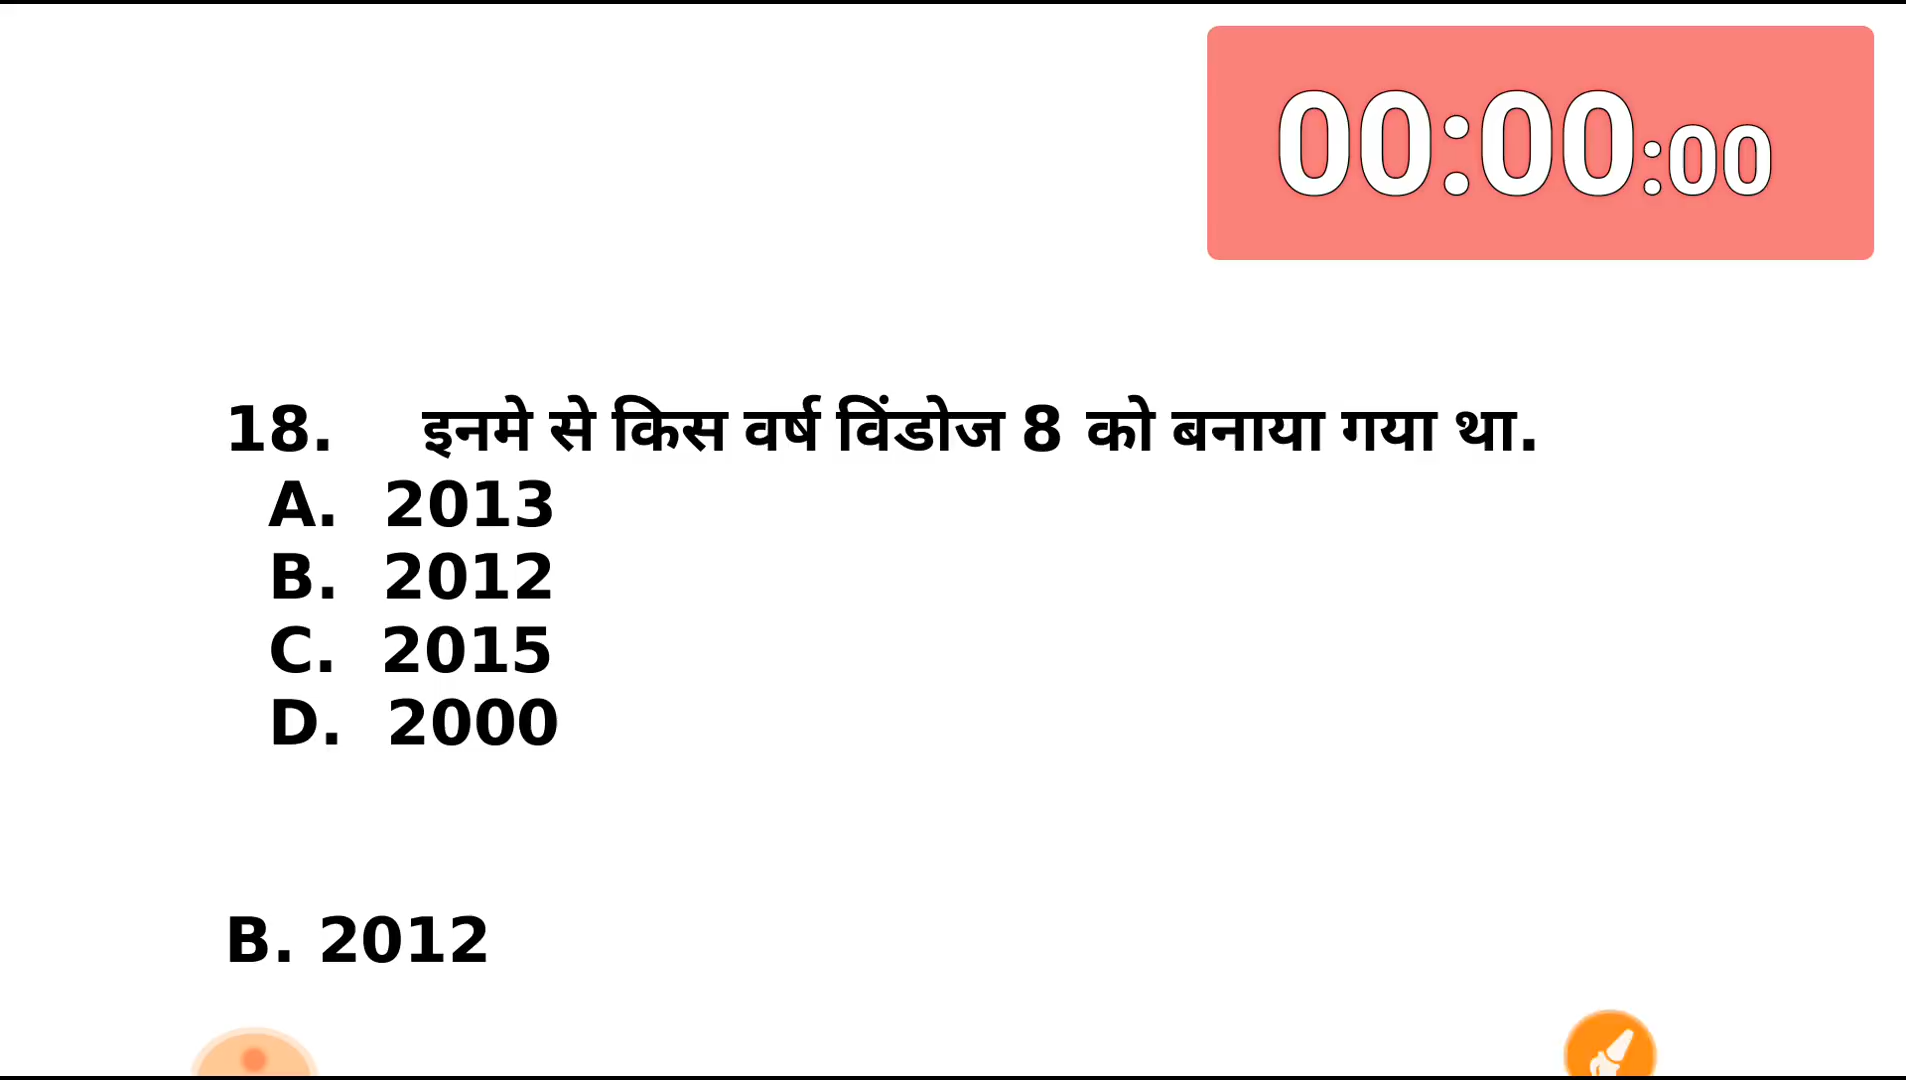 00:00:00
18. इनमे से किस वर्ष विंडोज 8 को बनाया गया था.
A. 2013
B. 2012
C. 2015
D. 2000
B. 2012